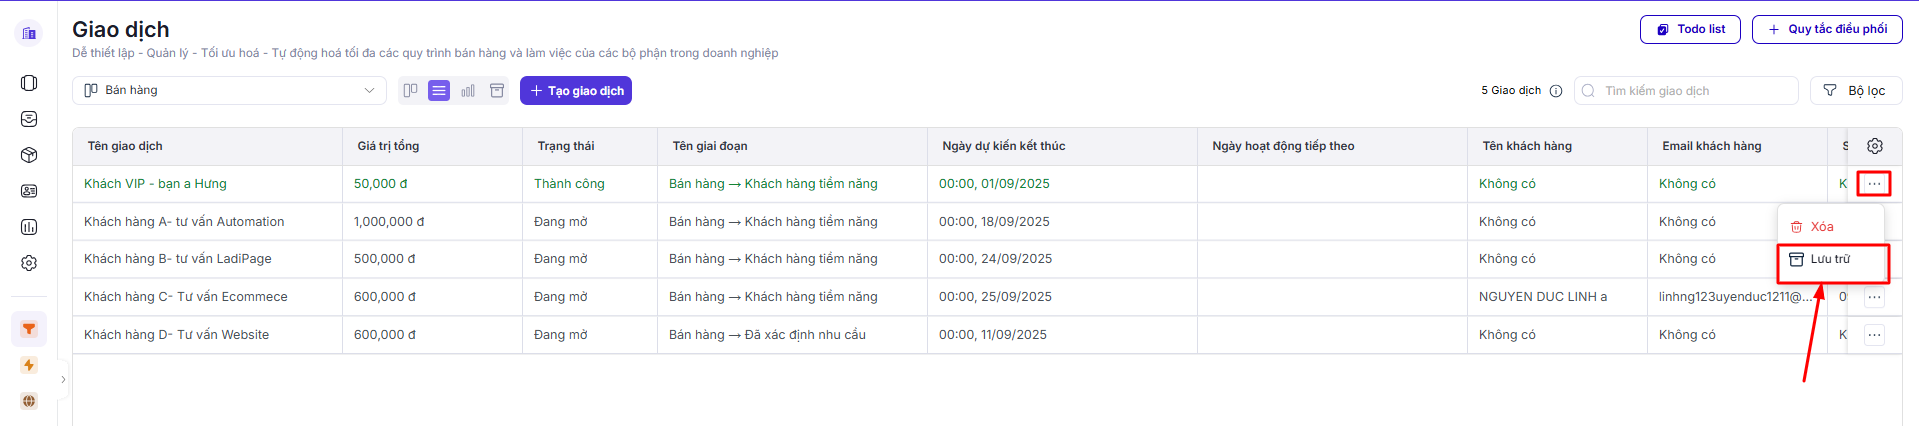 Giao dịch
Dễ thiết lập - Quản lý - Tối ưu hoá - Tự động hoá tối đa các quy trình bán hàng và làm việc của các bộ phận trong doanh nghiệp
Todo list
Quy tắc điều phối
Bán hàng
Tạo giao dịch
5 Giao dịch
Tìm kiếm giao dịch
Bộ lọc
Tên giao dịch Giá trị tổng Trạng thái Tên giai đoạn Ngày dự kiến kết thúc Ngày hoạt động tiếp theo Tên khách hàng Email khách hàng S
Khách VIP - bạn a Hưng 50,000 đ Thành công Bán hàng → Khách hàng tiềm năng 00:00, 01/09/2025 Không có Không có K ...
Khách hàng A- tư vấn Automation 1,000,000 đ Đang mở Bán hàng → Khách hàng tiềm năng 00:00, 18/09/2025 Không có Không có
Xóa
Khách hàng B- tư vấn LadiPage 500,000 đ Đang mở Bán hàng → Khách hàng tiềm năng 00:00, 24/09/2025 Không có Không có
Lưu trữ
Khách hàng C- Tư vấn Ecommece 600,000 đ Đang mở Bán hàng → Khách hàng tiềm năng 00:00, 25/09/2025 NGUYEN DUC LINH a linhng123uyenduc1211@... 0 ...
Khách hàng D- Tư vấn Website 600,000 đ Đang mở Bán hàng → Đã xác định nhu cầu 00:00, 11/09/2025 Không có Không có K ...